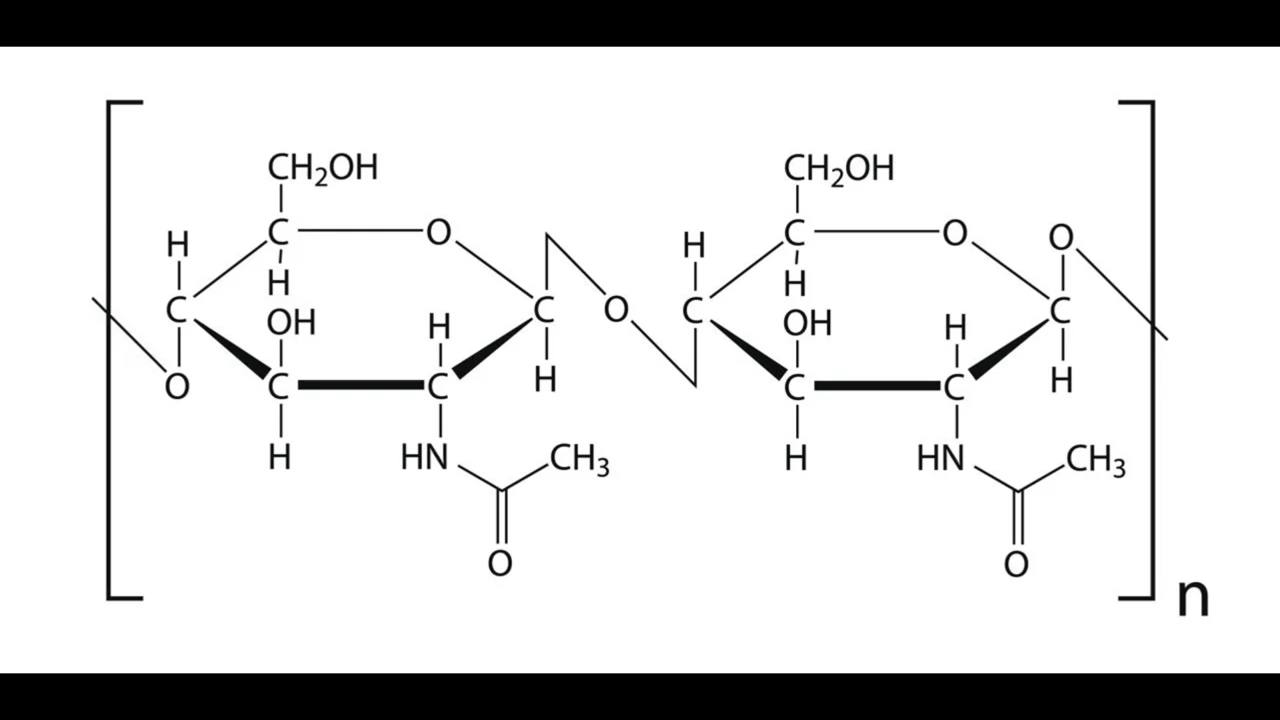 CH₂OH CH₂OH
H C O H C O O
H H
C OH H C O C OH H C
O C C H C C H
H HN CH₃ H HN CH₃
O O
n